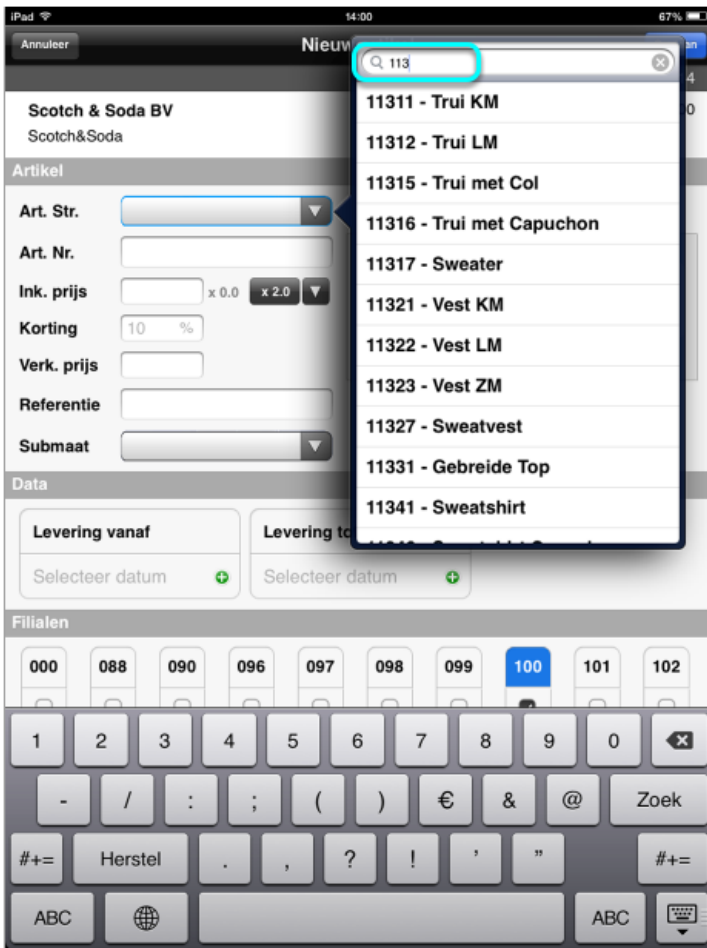 iPad 14:00 67%
Annuleer Nieuw an
113
4
Scotch & Soda BV 00
Scotch&Soda
11311 - Trui KM
11312 - Trui LM
11315 - Trui met Col
11316 - Trui met Capuchon
11317 - Sweater
11321 - Vest KM
11322 - Vest LM
11323 - Vest ZM
11327 - Sweatvest
11331 - Gebreide Top
11341 - Sweatshirt
Artikel
Art. Str.
Art. Nr.
Ink. prijs x 0.0 x 2.0
Korting 10 %
Verk. prijs
Referentie
Submaat
Data
Levering vanaf Levering to
Selecteer datum Selecteer datum
Filialen
000 088 090 096 097 098 099 100 101 102
1 2 3 4 5 6 7 8 9 0
- / : ; ( ) € & @ Zoek
#+= Herstel . , ? ! ' " #+=
ABC ABC